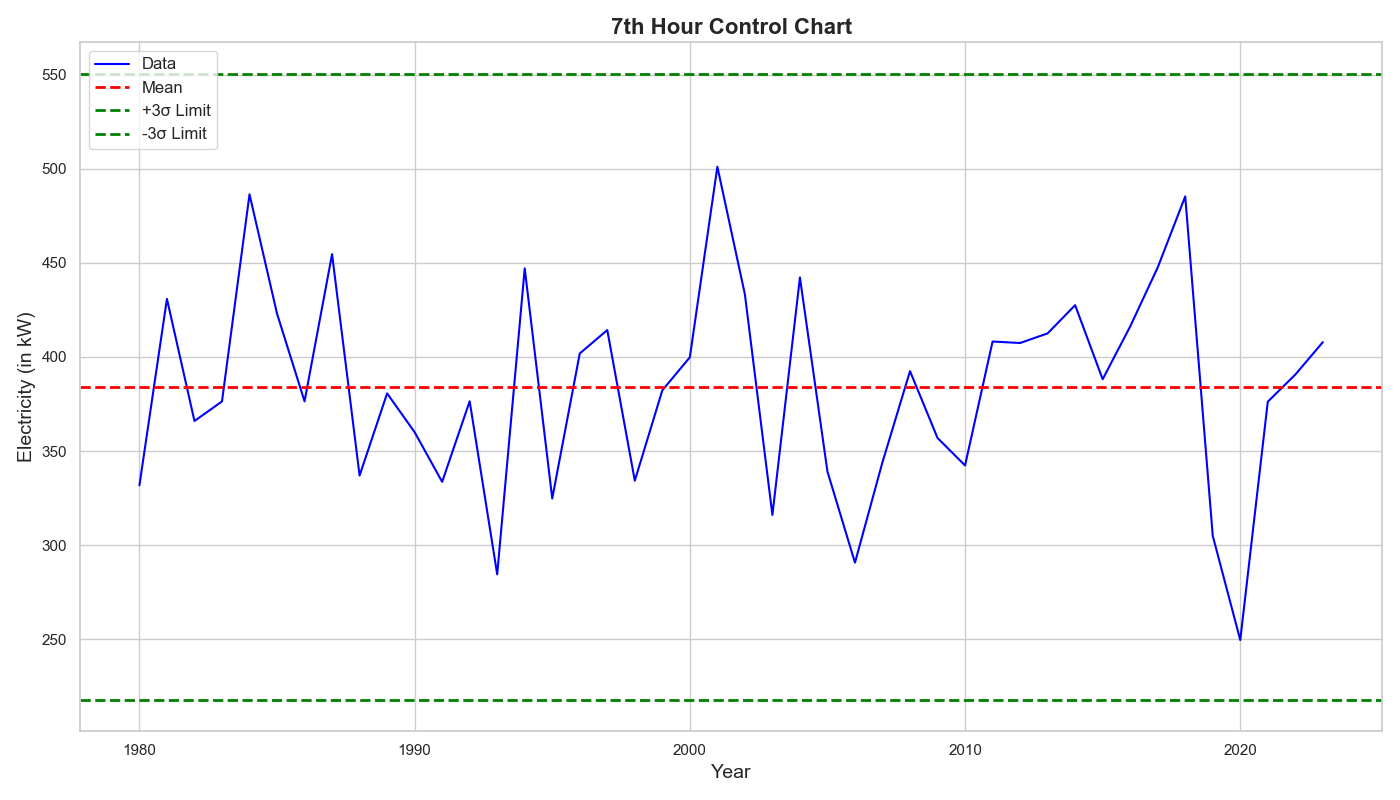 7th Hour Control Chart
Data
Mean
+3σ Limit
-3σ Limit
Electricity (in kW)
550
500
450
400
350
300
250
1980
1990
2000
2010
2020
Year